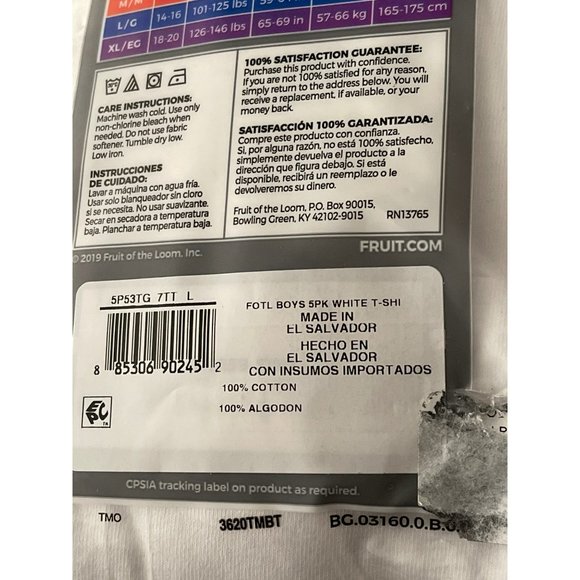 M/M
L/G 14-16 101-125 lbs 57-66 kg 165-175 cm
XL/EG 18-20 126-146 lbs 65-69 in
CARE INSTRUCTIONS:
Machine wash cold. Use only
non-chlorine bleach when
needed. Do not use fabric
softener. Tumble dry low.
Low iron.
INSTRUCCIONES
DE CUIDADO:
Lavar a máquina con agua fría.
Usar solo blanqueador sin cloro
si se necesita. No usar suavizante.
Secar en secadora a temperatura
baja. Planchar a temperatura baja.
100% SATISFACTION GUARANTEE:
Purchase this product with confidence.
If you are not 100% satisfied for any reason,
simply return to the address below. You will
receive a replacement, if available, or your
money back.
SATISFACCIÓN 100% GARANTIZADA:
Compre este producto con confianza.
Si, por alguna razón, no está 100% satisfecho,
simplemente devuelva el producto a la
dirección que figura debajo. Si está
disponible, recibirá un reemplazo o le
devolveremos su dinero.
Fruit of the Loom, P.O. Box 90015,
Bowling Green, KY 42102-9015 RN13765
© 2019 Fruit of the Loom, Inc.
FRUIT.COM
5P53TG 7TT L
8 85306 90245 2
FOTL BOYS 5PK WHITE T-SHI
MADE IN
EL SALVADOR
HECHO EN
EL SALVADOR
CON INSUMOS IMPORTADOS
100% COTTON
100% ALGODON
EPC TM
CPSIA tracking label on product as required.
TMO 3620TMBT BG.03160.0.B.0